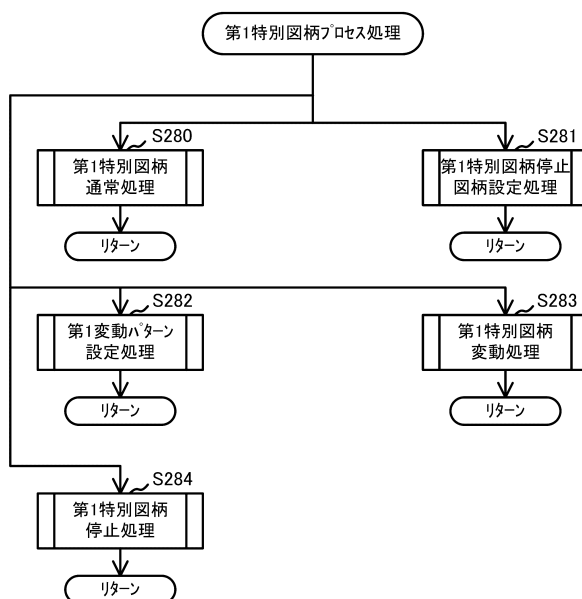 第1特別図柄プロセス処理
S280
第1特別図柄
通常処理
リターン
S281
第1特別図柄停止
図柄設定処理
リターン
S282
第1変動パターン
設定処理
リターン
S283
第1特別図柄
変動処理
リターン
S284
第1特別図柄
停止処理
リターン